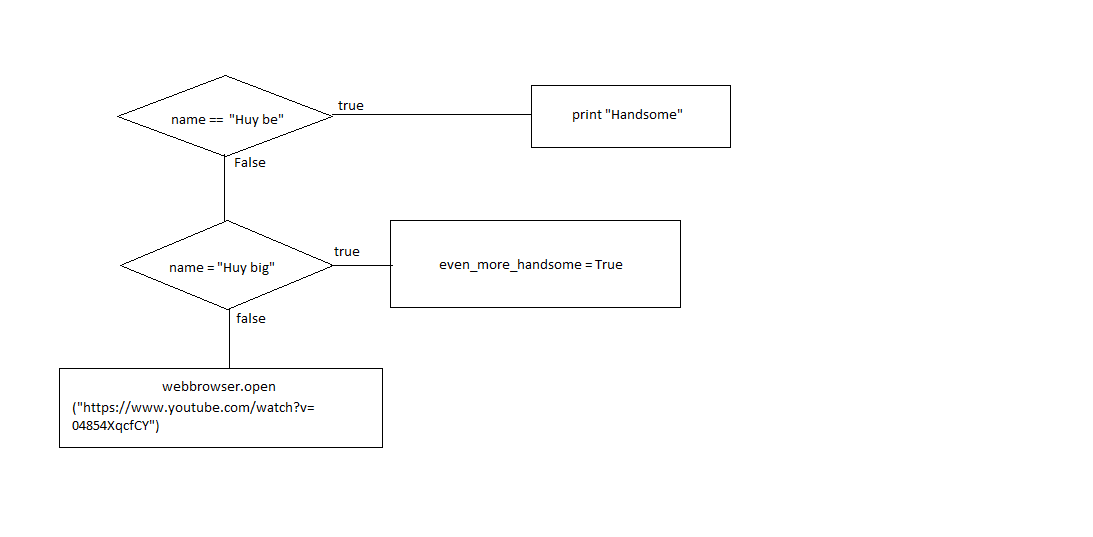 true
name == "Huy be"
print "Handsome"
False
true
name = "Huy big"
even_more_handsome = True
false
webbrowser.open
("https://www.youtube.com/watch?v=
04854XqcfCY")